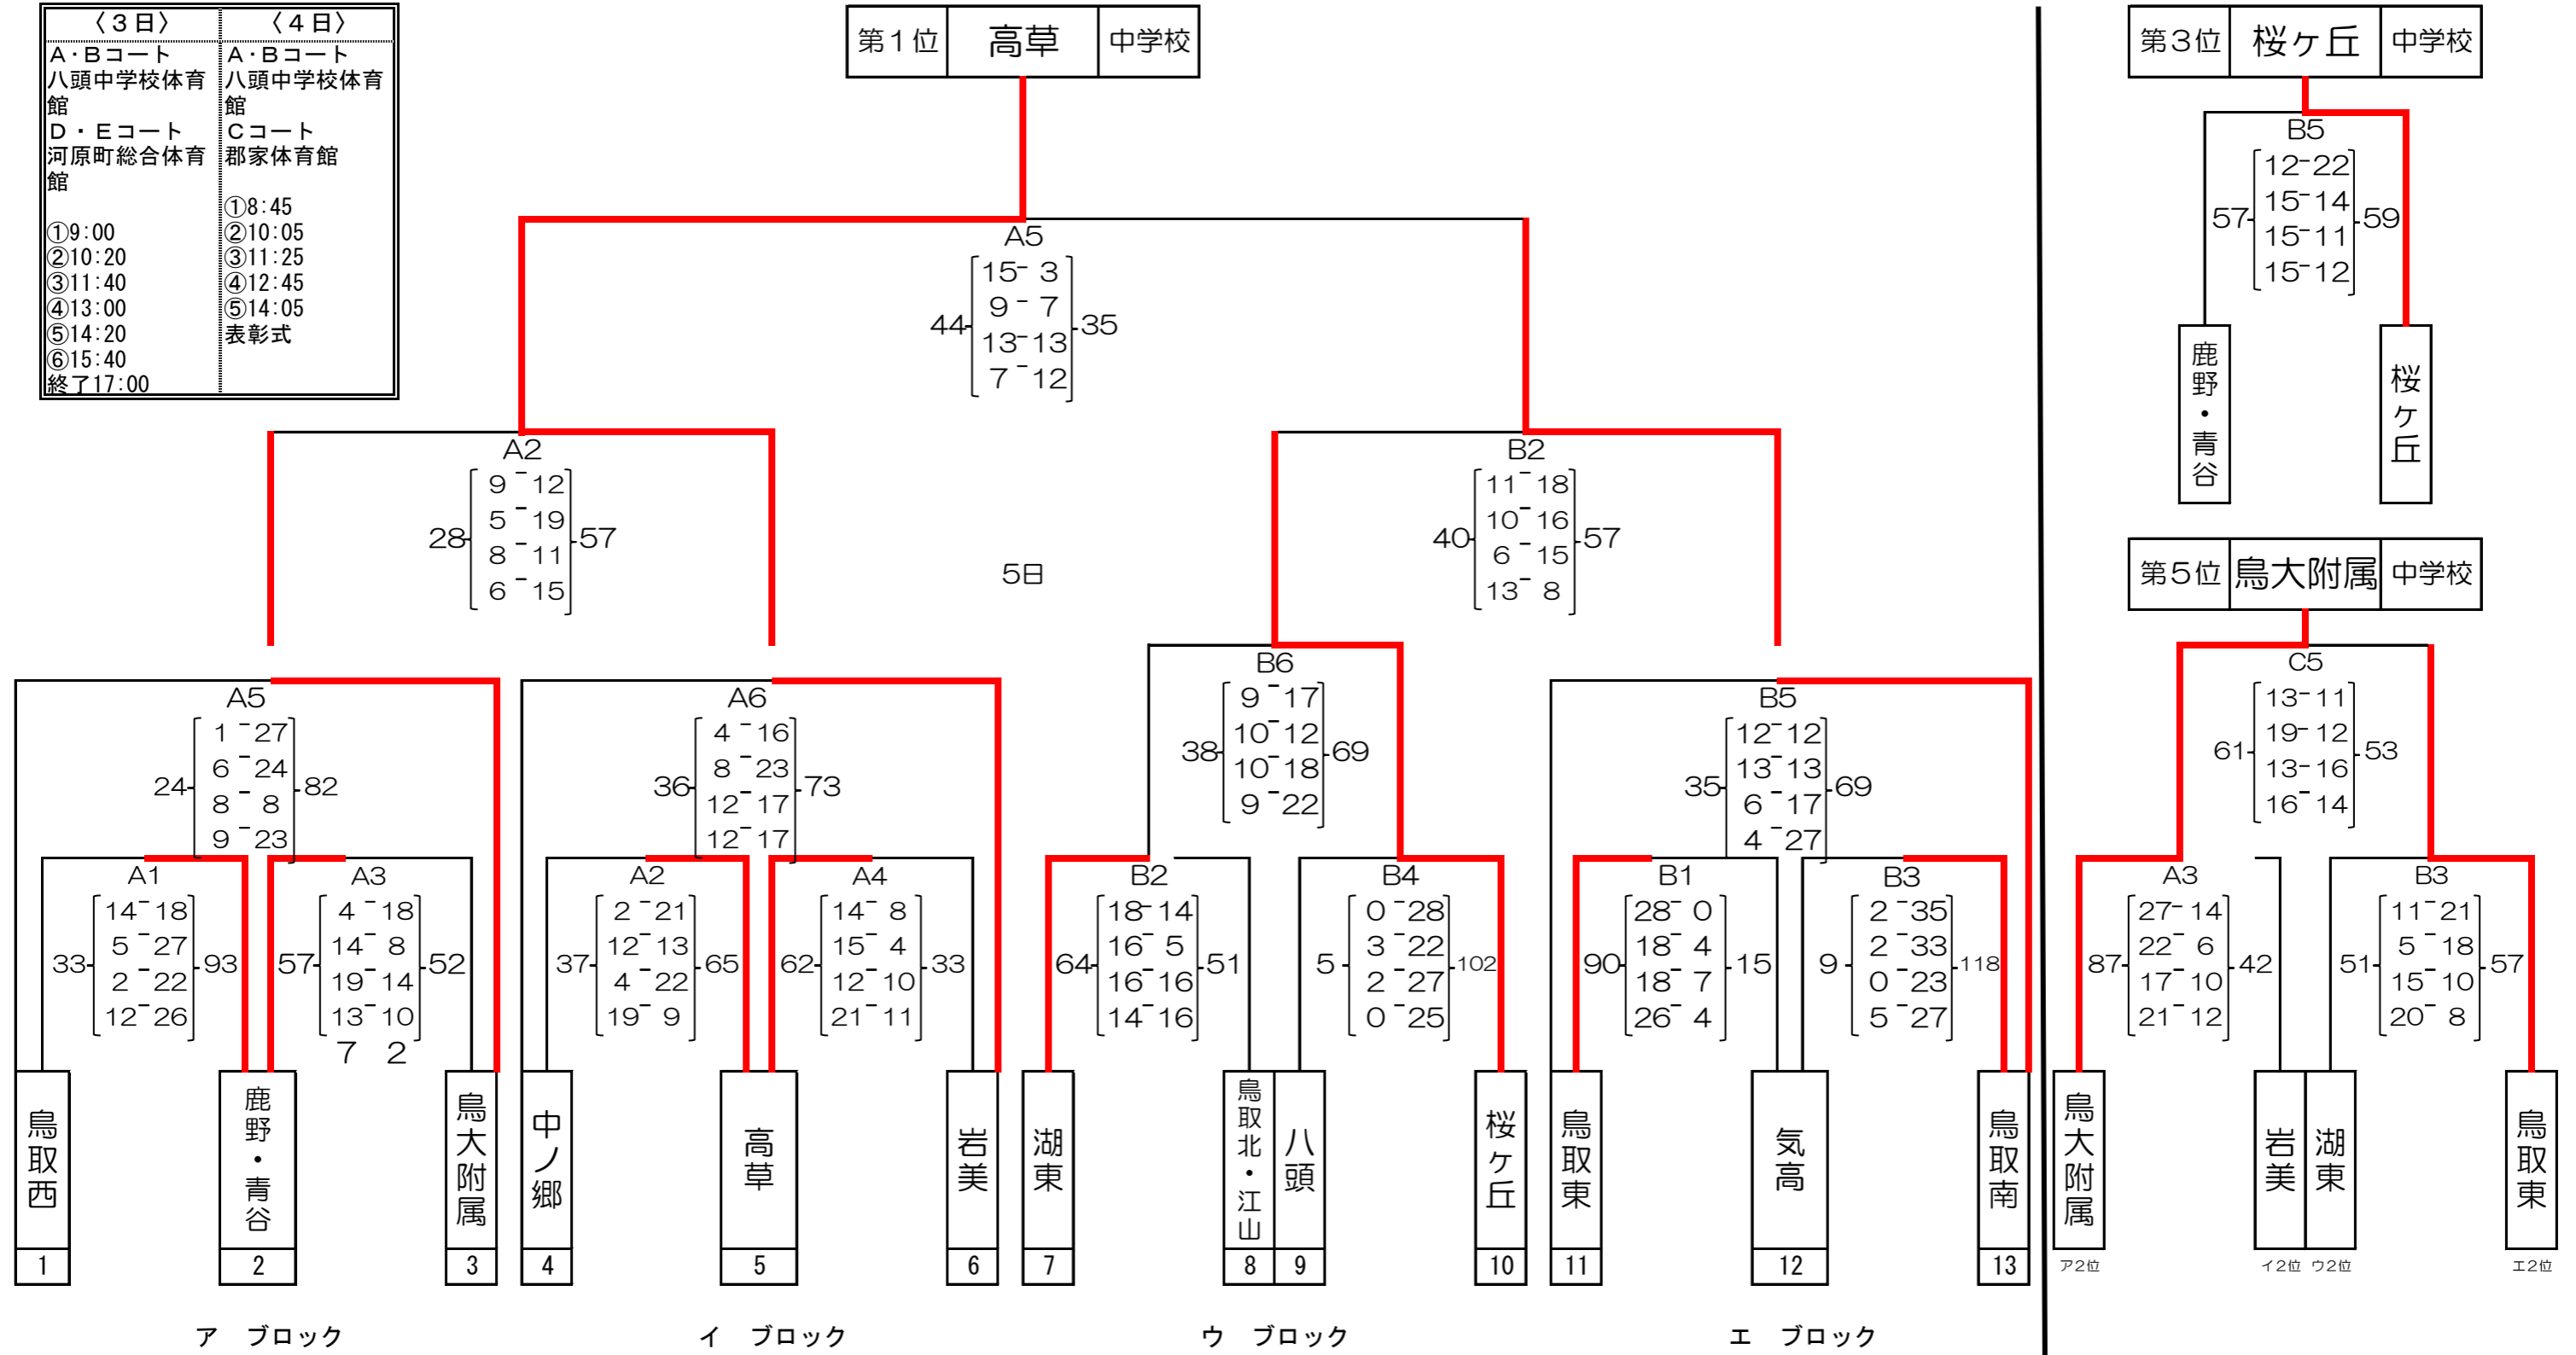 〈３日〉
Ａ・Ｂコート
八頭中学校体育
館
Ｄ・Ｅコート
河原町総合体育
館
①9:00
②10:20
③11:40
④13:00
⑤14:20
⑥15:40
終了17:00
〈４日〉
Ａ・Ｂコート
八頭中学校体育
館
Ｃコート
郡家体育館
①8:45
②10:05
③11:25
④12:45
⑤14:05
表彰式
第１位 高草 中学校
A5
15 - 3
9 - 7
44 35
13 - 13
7 - 12
A2
9 - 12
5 - 19
28 57
8 - 11
6 - 15
5日
B2
11 - 18
10 - 16
40 57
6 - 15
13 - 8
A5
1 - 27
6 - 24
24 82
8 - 8
9 - 23
A6
4 - 16
8 - 23
36 73
12 - 17
12 - 17
B6
9 - 17
10 - 12
38 69
10 - 18
9 - 22
B5
12 - 12
13 - 13
35 69
6 - 17
4 - 27
A1
14 - 18
5 - 27
33 93
2 - 22
12 - 26
A3
4 - 18
14 - 8
57 52
19 - 14
13 - 10
7 2
A2
2 - 21
12 - 13
37 65
4 - 22
19 - 9
A4
14 - 8
15 - 4
62 33
12 - 10
21 - 11
B2
18 - 14
16 - 5
64 51
16 - 16
14 - 16
B4
0 - 28
3 - 22
5 102
2 - 27
0 - 25
B1
28 - 0
18 - 4
90 15
18 - 7
26 - 4
B3
2 - 35
2 - 33
9 118
0 - 23
5 - 27
鳥取西
1
鹿野・青谷
2
鳥大附属
3
中ノ郷
4
高草
5
岩美
6
湖東
7
鳥取北・江山
8
八頭
9
桜ケ丘
10
鳥取東
11
気高
12
鳥取南
13
ア ブロック
イ ブロック
ウ ブロック
エ ブロック
第３位 桜ヶ丘 中学校
B5
12 - 22
15 - 14
57 59
15 - 11
15 - 12
鹿野・青谷
桜ケ丘
第５位 鳥大附属 中学校
C5
13 - 11
19 - 12
61 53
13 - 16
16 - 14
A3
27 - 14
22 - 6
87 42
17 - 10
21 - 12
B3
11 - 21
5 - 18
51 57
15 - 10
20 - 8
鳥大附属
ア2位
岩美
イ2位
湖東
ウ2位
鳥取東
エ2位